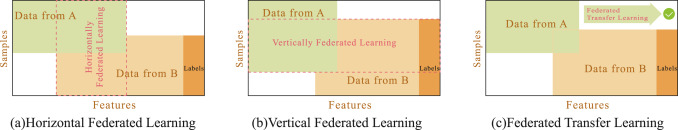 Samples
Data from A
Horizontally
Federated Learning
Data from B
Labels
Features
(a)Horizontal Federated Learning
Samples
Data from A
Vertically Federated Learning
Data from B
Labels
Features
(b)Vertical Federated Learning
Samples
Data from A
Federated
Transfer Learning
Data from B
Labels
Features
(c)Federated Transfer Learning